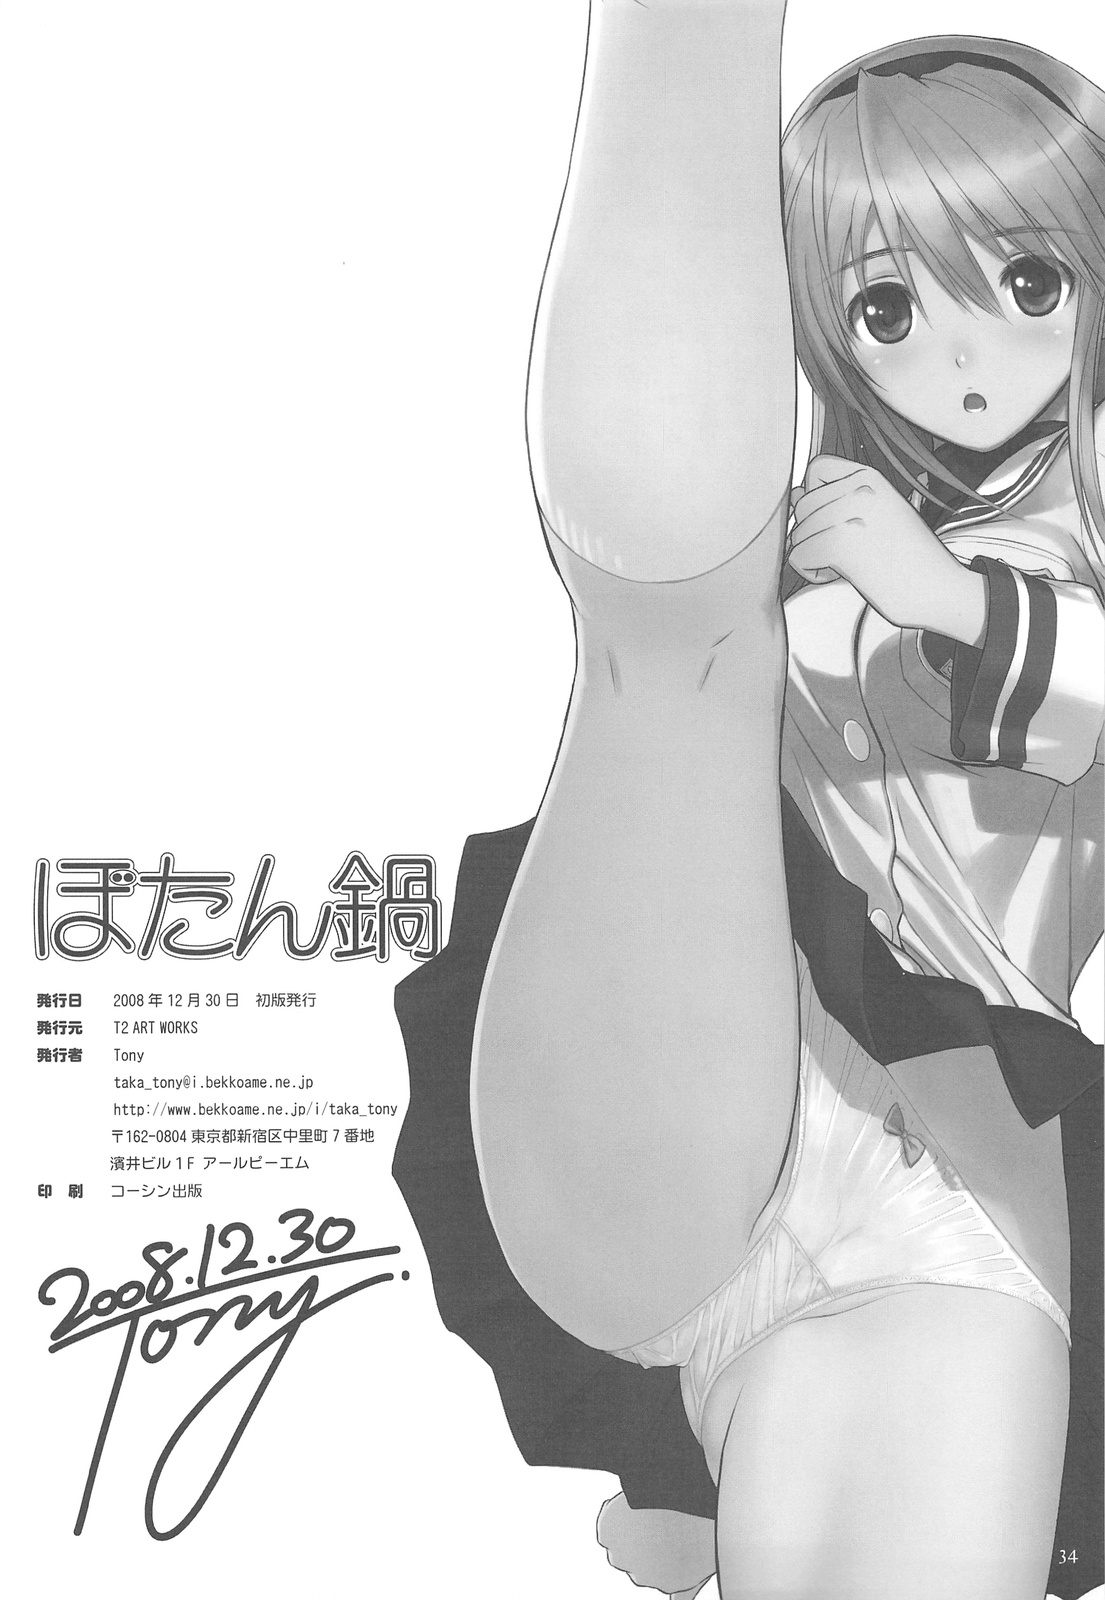 ぼたん鍋
発行日 2008年12月30日 初版発行
発行元 T2 ART WORKS
発行者 Tony
taka_tony@i.bekkoame.ne.jp
http://www.bekkoame.ne.jp/i/taka_tony
〒162-0804 東京都新宿区中里町7番地
濱井ビル1F アールピーエム
印 刷 コーシン出版
2008.12.30
Tony
34